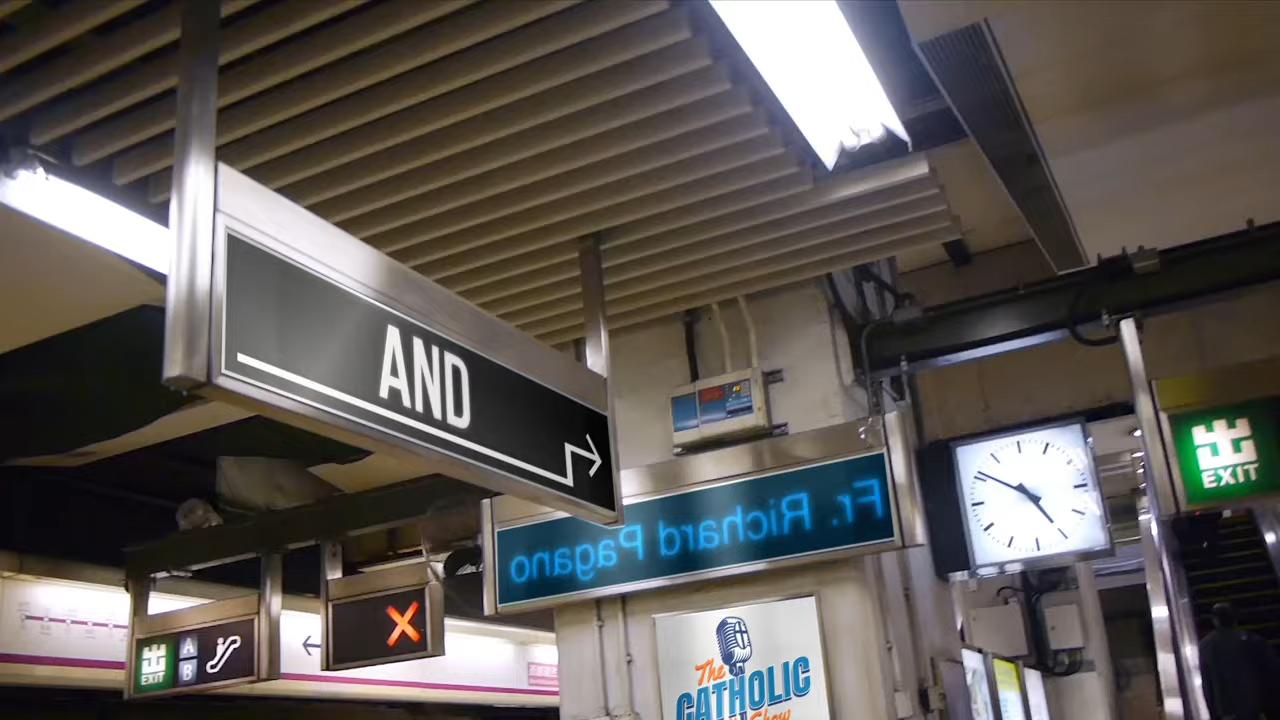 AND
Fr. Richard Pagano
EXIT
EXIT
A
B
The
CATHOLIC
Show